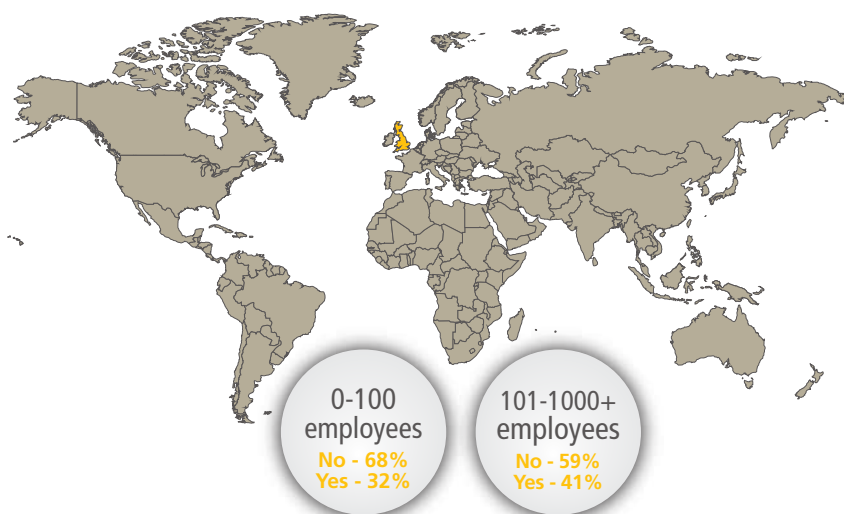 0-100
employees
No - 68%
Yes - 32%
101-1000+
employees
No - 59%
Yes - 41%